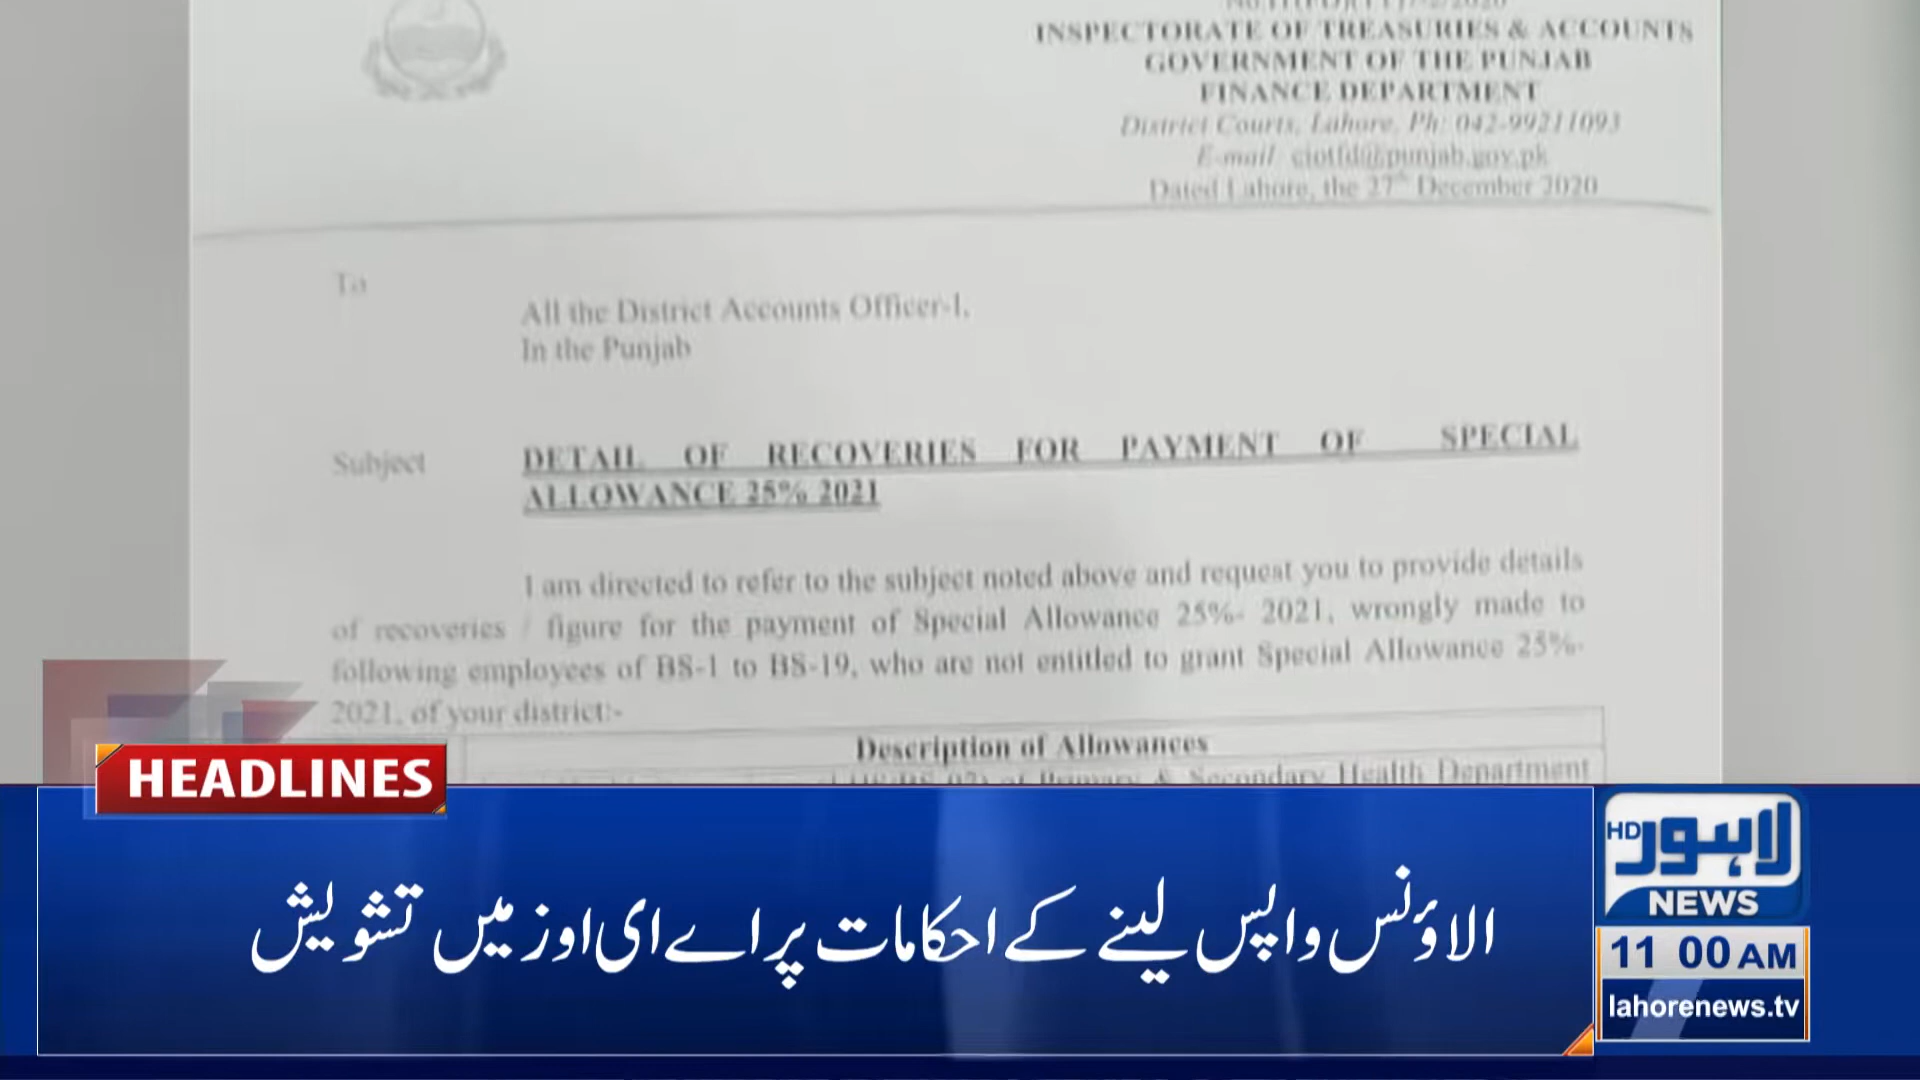 INSPECTORATE OF TREASURIES & ACCOUNTS
GOVERNMENT OF THE PUNJAB
FINANCE DEPARTMENT
District Courts, Lahore, Ph: 042-99211093
E-mail ciotfd@punjab.gov.pk
Dated Lahore, the 27th December 2020
To
All the District Accounts Officer-I,
In the Punjab
Subject DETAIL OF RECOVERIES FOR PAYMENT OF SPECIAL
ALLOWANCE 25% 2021
I am directed to refer to the subject noted above and request you to provide details
of recoveries / figure for the payment of Special Allowance 25%- 2021, wrongly made to
following employees of BS-1 to BS-19, who are not entitled to grant Special Allowance 25%-
2021, of your district:-
Description of Allowances
of Primary & Secondary Health Department
HEADLINES
الاؤنس واپس لینے کے احکامات پر اے ای اوز میں تشویش
لاہور HD
NEWS
11 00 AM
lahorenews.tv